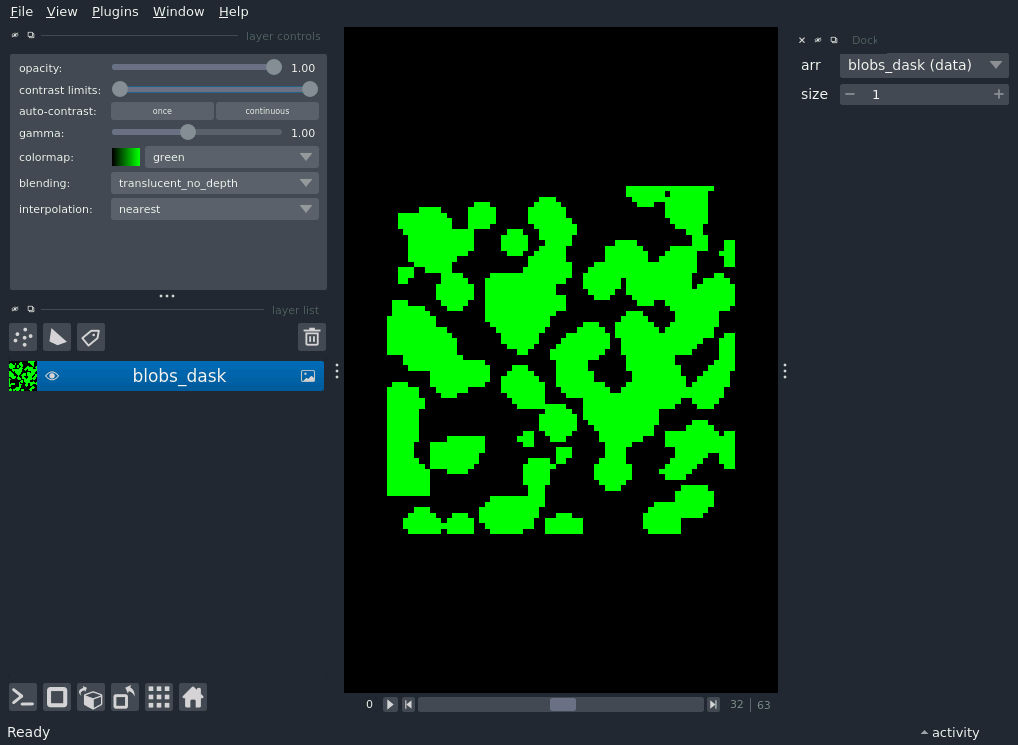 File View Plugins Window Help
layer controls
opacity: 1.00
contrast limits:
auto-contrast: once continuous
gamma: 1.00
colormap: green
blending: translucent_no_depth
interpolation: nearest
layer list
blobs_dask
0 32 63
Ready
activity
Dock
arr blobs_dask (data)
size 1